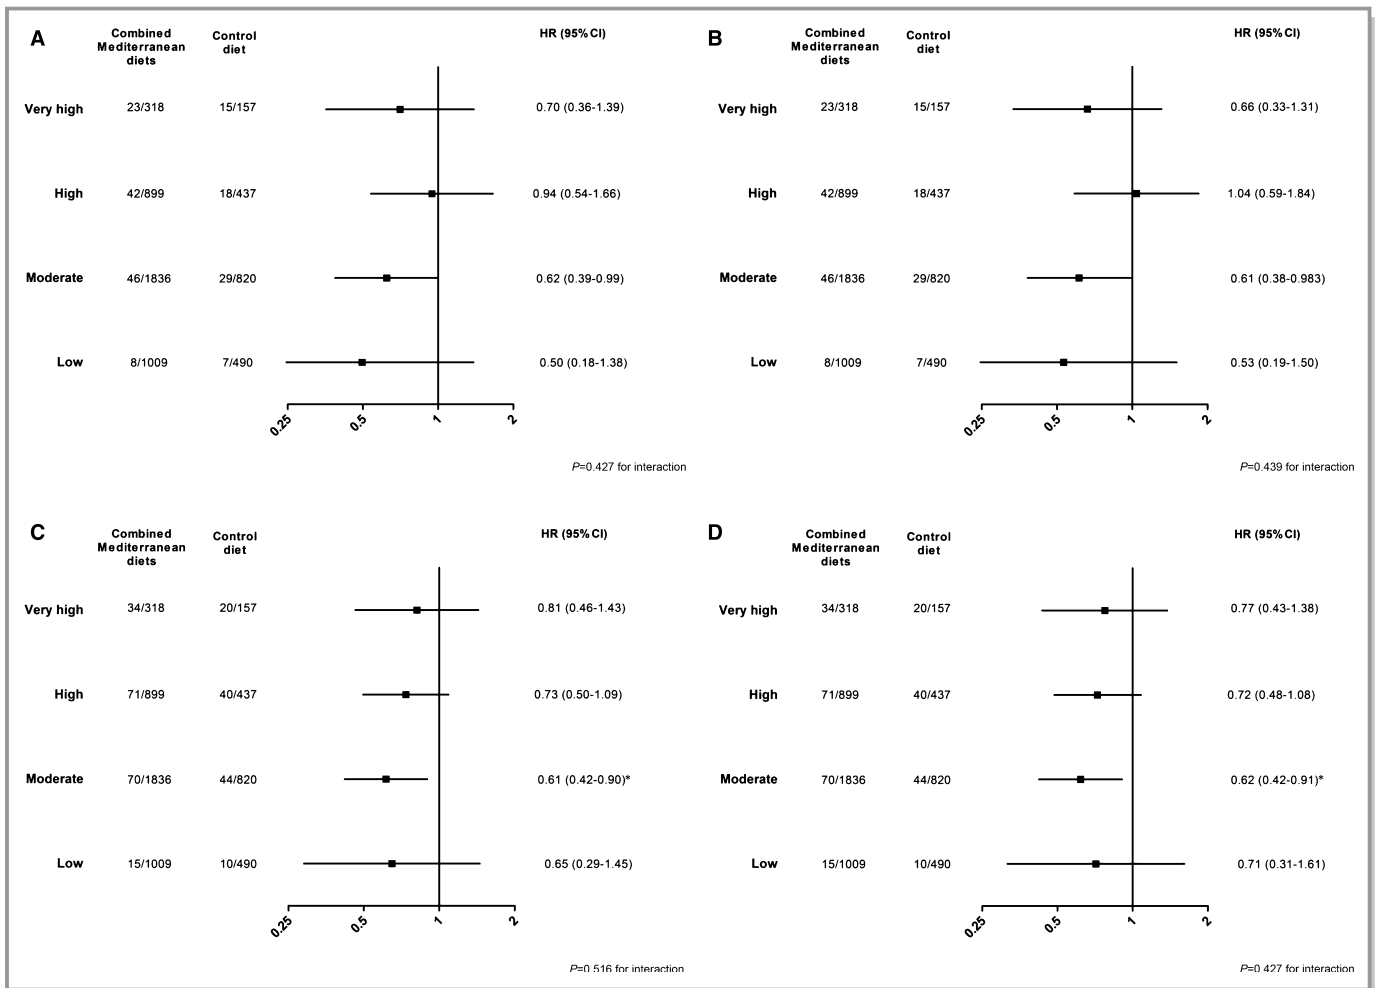 A
Combined Mediterranean diets
Control diet
HR (95%CI)
Very high 23/318 15/157 0.70 (0.36-1.39)
High 42/899 18/437 0.94 (0.54-1.66)
Moderate 46/1836 29/820 0.62 (0.39-0.99)
Low 8/1009 7/490 0.50 (0.18-1.38)
0.25 0.5 1 2
P=0.427 for interaction
B
Combined Mediterranean diets
Control diet
HR (95%CI)
Very high 23/318 15/157 0.66 (0.33-1.31)
High 42/899 18/437 1.04 (0.59-1.84)
Moderate 46/1836 29/820 0.61 (0.38-0.983)
Low 8/1009 7/490 0.53 (0.19-1.50)
0.25 0.5 1 2
P=0.439 for interaction
C
Combined Mediterranean diets
Control diet
HR (95%CI)
Very high 34/318 20/157 0.81 (0.46-1.43)
High 71/899 40/437 0.73 (0.50-1.09)
Moderate 70/1836 44/820 0.61 (0.42-0.90)*
Low 15/1009 10/490 0.65 (0.29-1.45)
0.25 0.5 1 2
P=0.516 for interaction
D
Combined Mediterranean diets
Control diet
HR (95%CI)
Very high 34/318 20/157 0.77 (0.43-1.38)
High 71/899 40/437 0.72 (0.48-1.08)
Moderate 70/1836 44/820 0.62 (0.42-0.91)*
Low 15/1009 10/490 0.71 (0.31-1.61)
0.25 0.5 1 2
P=0.427 for interaction